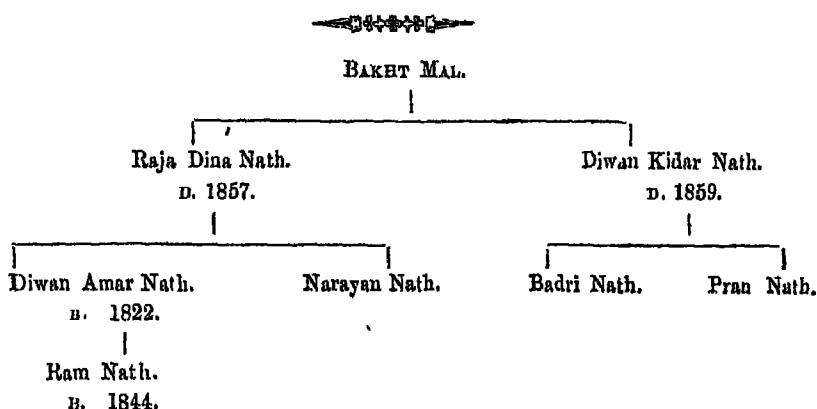 BAKHT MAL.
Raja Dina Nath. Diwan Kidar Nath.
D. 1857. D. 1859.
Diwan Amar Nath. Narayan Nath. Badri Nath. Pran Nath.
B. 1822.
Ram Nath.
B. 1844.